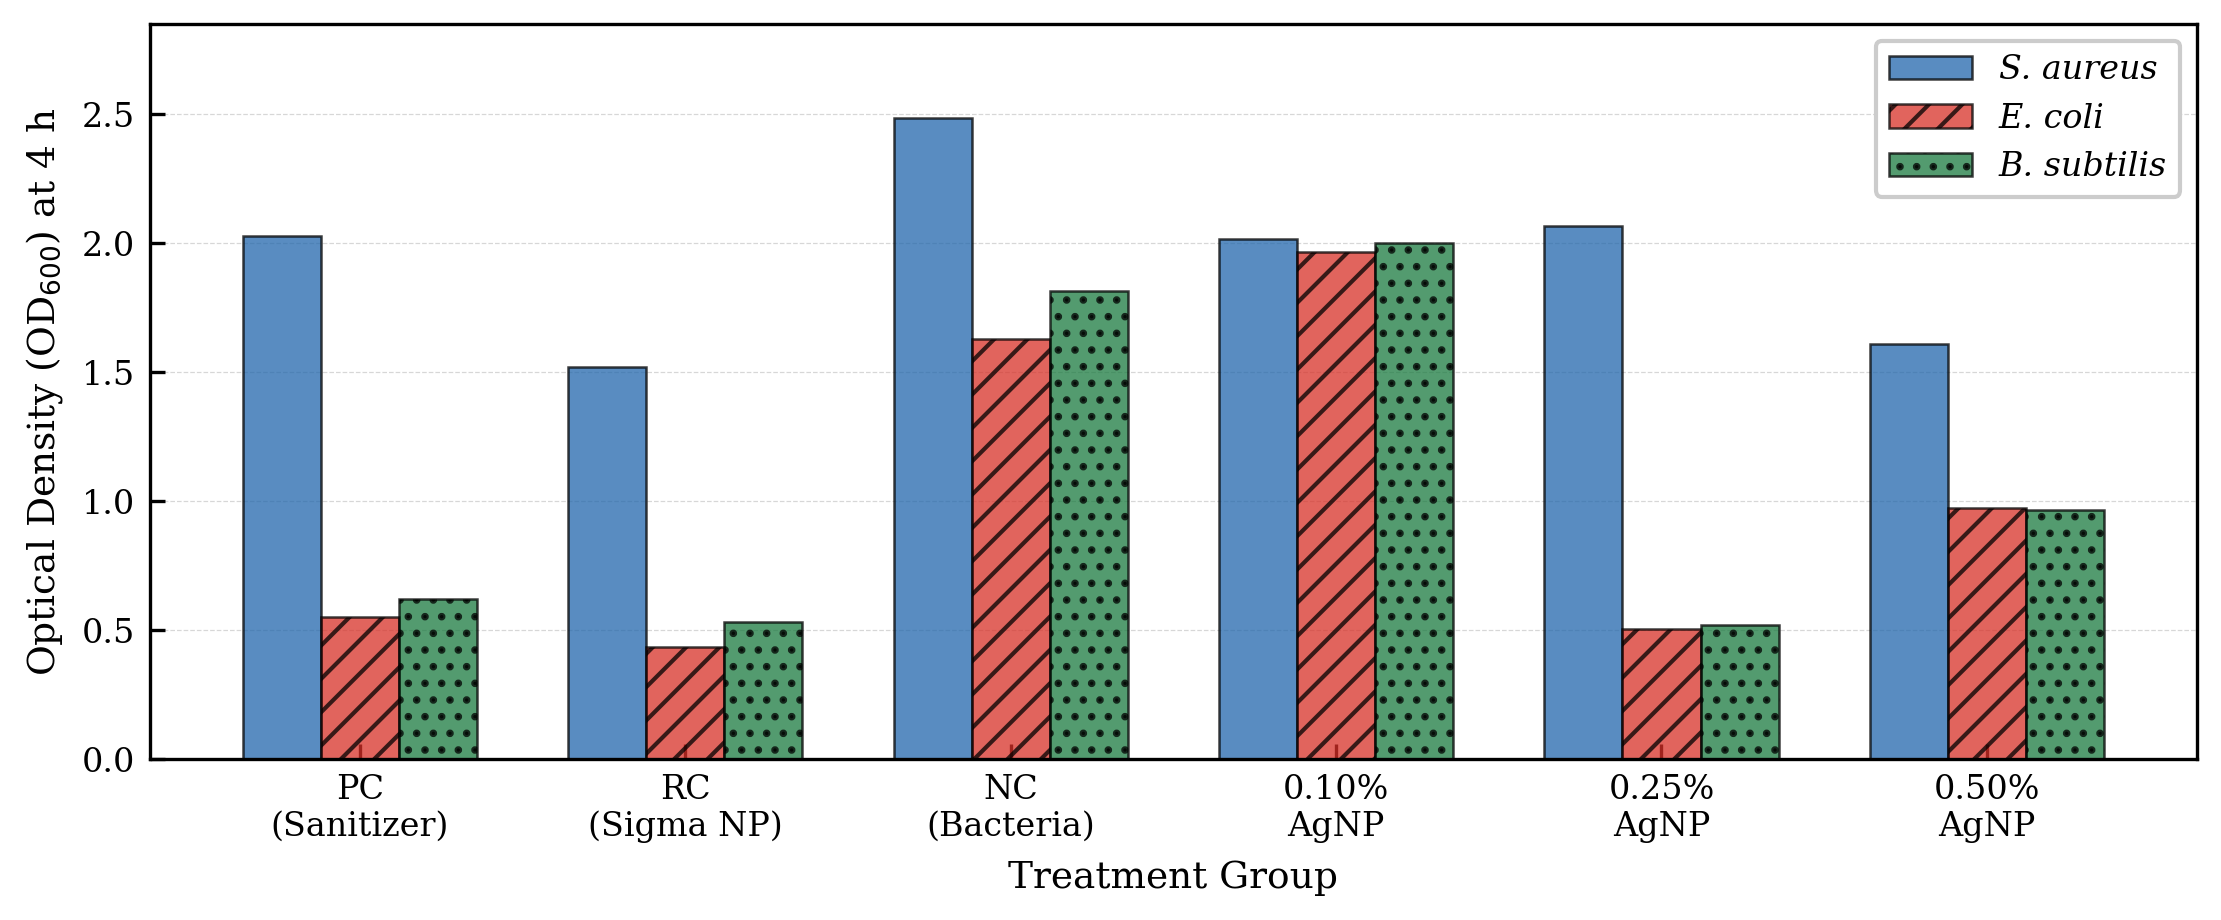 Optical Density (OD₆₀₀) at 4 h
2.5
2.0
1.5
1.0
0.5
0.0
S. aureus
E. coli
B. subtilis
PC
(Sanitizer)
RC
(Sigma NP)
NC
(Bacteria)
0.10%
AgNP
0.25%
AgNP
0.50%
AgNP
Treatment Group